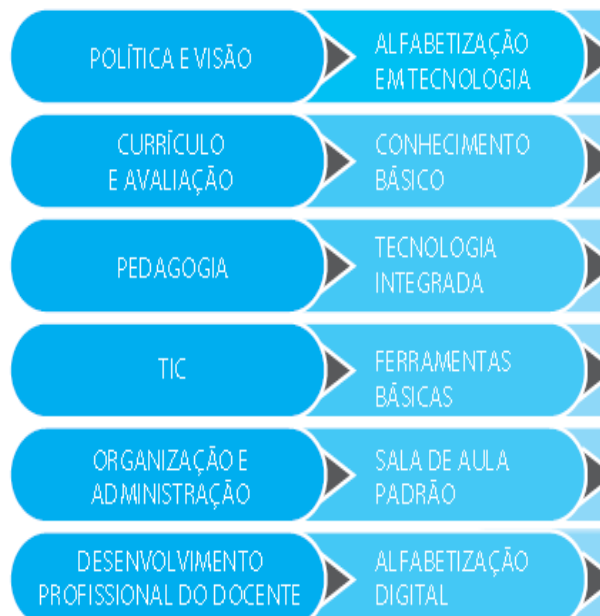 POLÍTICA E VISÃO
ALFABETIZAÇÃO
EM TECNOLOGIA
CURRÍCULO
E AVALIAÇÃO
CONHECIMENTO
BÁSICO
PEDAGOGIA
TECNOLOGIA
INTEGRADA
TIC
FERRAMENTAS
BÁSICAS
ORGANIZAÇÃO E
ADMINISTRAÇÃO
SALA DE AULA
PADRÃO
DESENVOLVIMENTO
PROFISSIONAL DO DOCENTE
ALFABETIZAÇÃO
DIGITAL